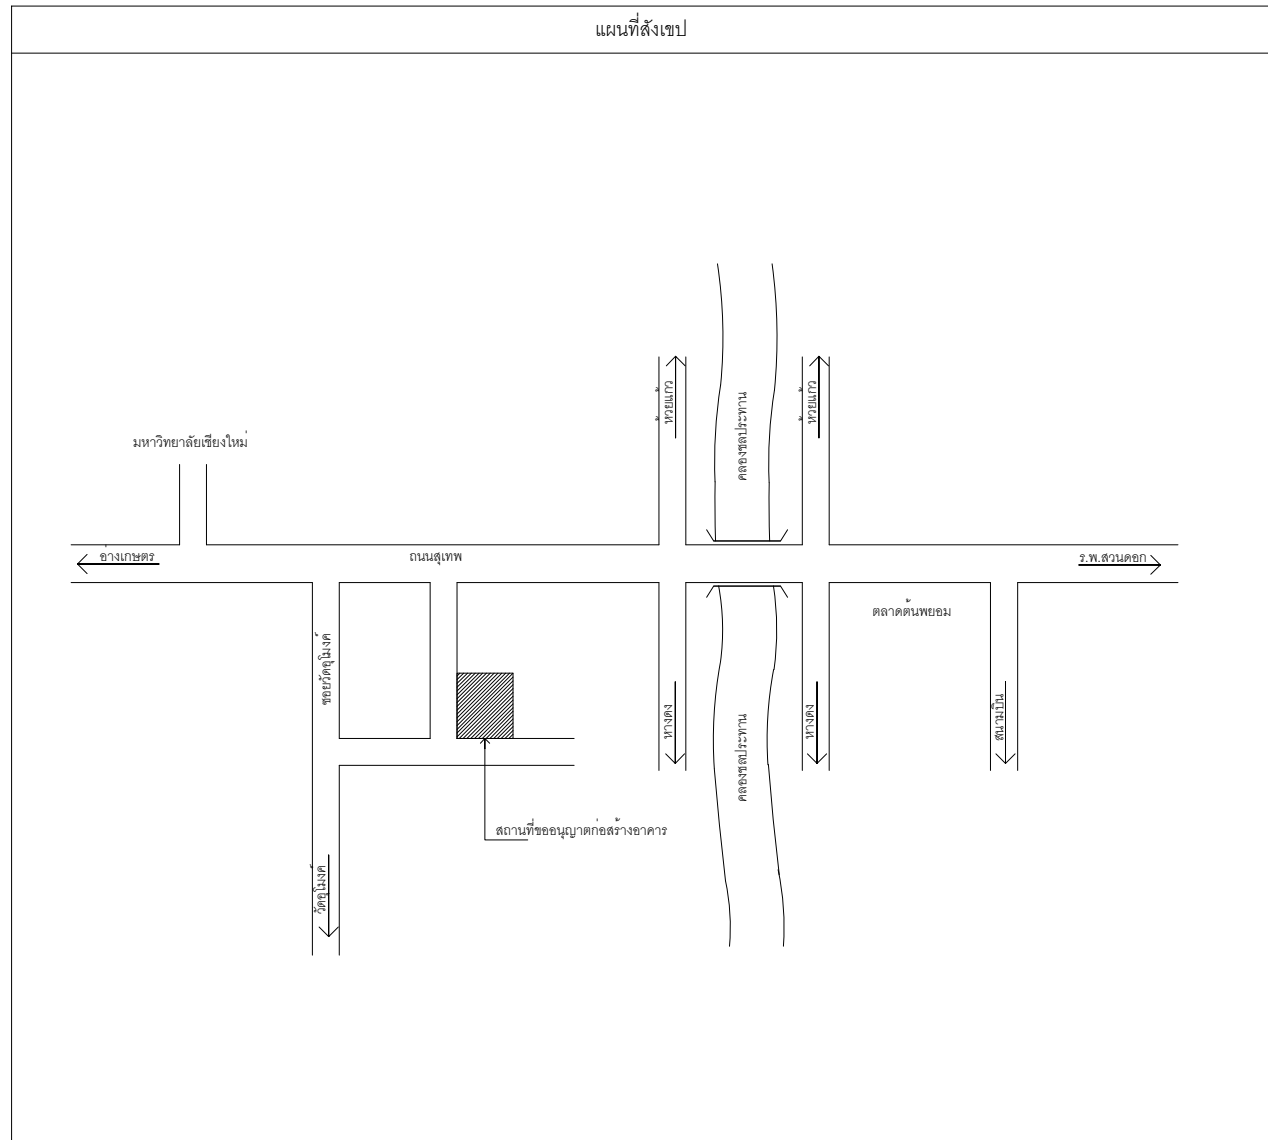 แผนที่สังเขป
ห้วยแก้ว
คลองชลประทาน
ห้วยแก้ว
มหาวิทยาลัยเชียงใหม่
อ่างเกษตร
ถนนสุเทพ
ร.พ.สวนดอก
ตลาดต้นพยอม
ซอยวัดอุโมงค์
หางดง
คลองชลประทาน
หางดง
สนามบิน
สถานที่ขออนุญาตก่อสร้างอาคาร
วัดอุโมงค์